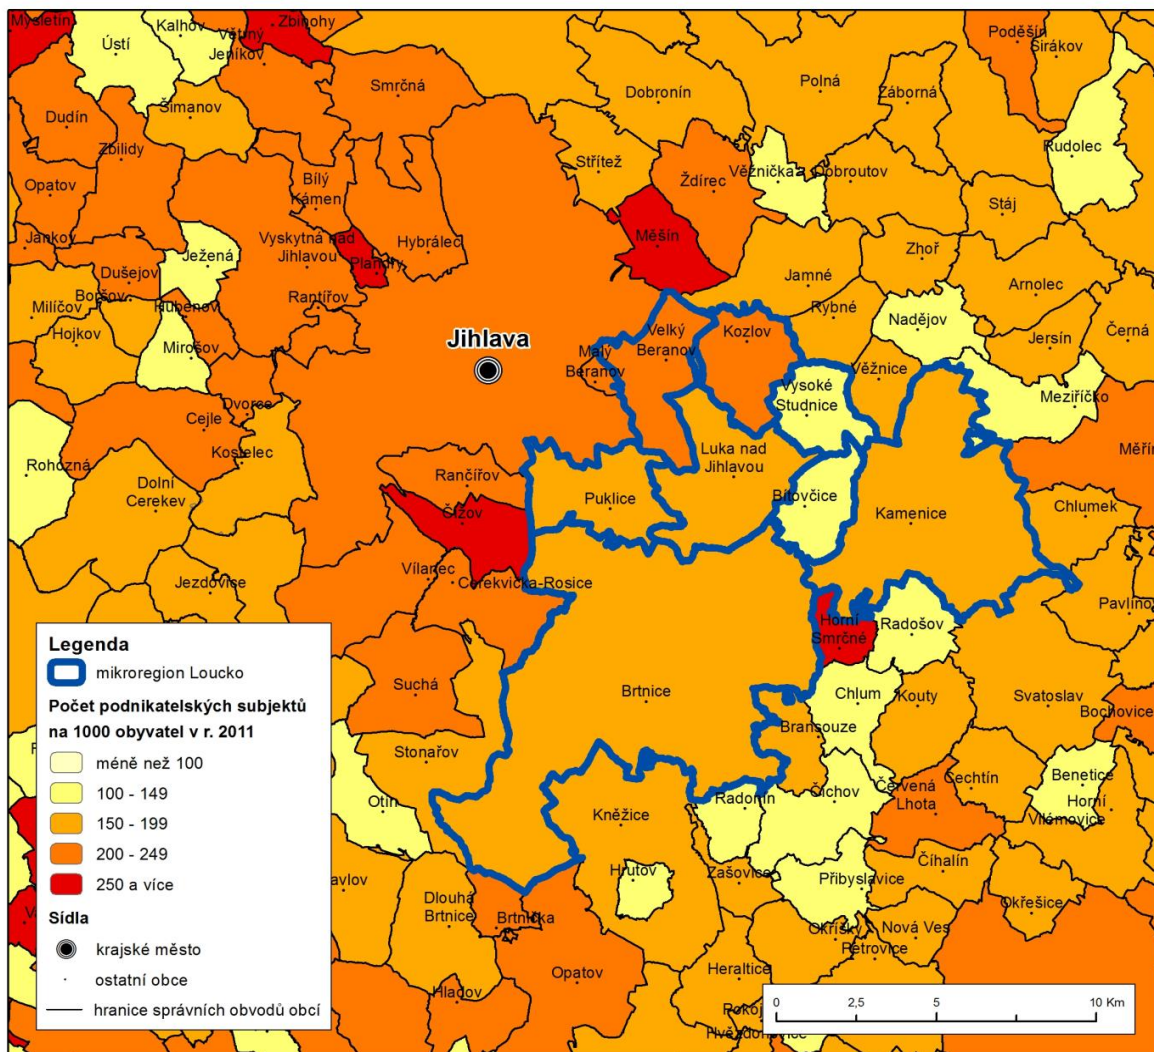 Mysletín
Zbinohy
Kalhov
Větrný
Jeníkov
Ústí
Poděšín
Sirákov
Smrčná
Dobronín
Polná
Záborná
Šimanov
Dudín
Zbilidy
Střítež
Věžnička
Dobroutov
Rudolec
Ždírec
Opatov
Bílý
Kámen
Stáj
Jankov
Ježená
Vyskytná nad
Jihlavou
Plandry
Hybrálec
Měšín
Zhoř
Dušejov
Boršov
Milíčov
Hubenov
Rantířov
Jamné
Arnolec
Rybné
Hojkov
Mirošov
Jihlava
Velký
Beranov
Kozlov
Nadějov
Jersín
Černá
Malý
Beranov
Věžnice
Vysoké
Studnice
Meziříčko
Dvorce
Cejle
Kostelec
Rohozná
Dolní
Cerekev
Luka nad
Jihlavou
Měřín
Rančířov
Puklice
Bítovčice
Kamenice
Chlumek
Čížov
Vílanec
Cerekvička-Rosice
Jezdovice
Pavlínov
Horní
Smrčné
Radošov
Suchá
Brtnice
Chlum
Kouty
Svatoslav
Bochovice
Bransouze
Stonařov
Otín
Čechtín
Benetice
Radonín
Číchov
Červená
Lhota
Horní
Vilémovice
Kněžice
Hrutov
Zašovice
Přibyslavice
Číhalín
Okřešice
Dlouhá
Brtnice
Brtnička
Okříšky
Petrovice
Nová Ves
Opatov
Heraltice
Hladov
Legenda
mikroregion Loucko
Počet podnikatelských subjektů
na 1000 obyvatel v r. 2011
méně než 100
100 - 149
150 - 199
200 - 249
250 a více
Sídla
krajské město
ostatní obce
hranice správních obvodů obcí
0 2,5 5 10 Km